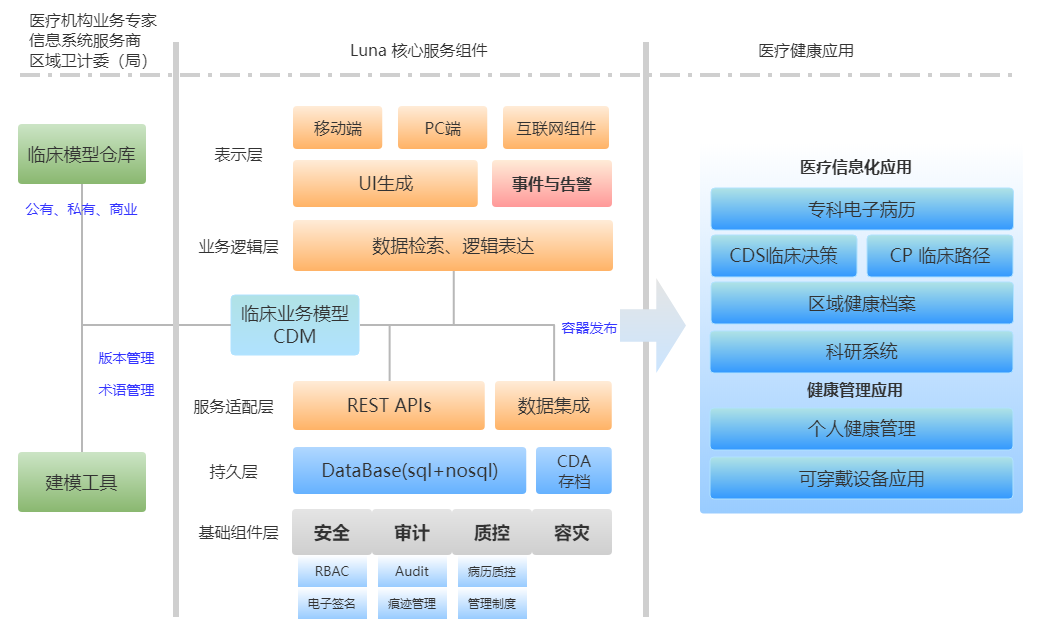 医疗机构业务专家
信息系统服务商
区域卫计委（局）
Luna 核心服务组件
医疗健康应用
临床模型仓库
公有、私有、商业
版本管理
术语管理
建模工具
表示层
移动端
PC端
互联网组件
UI生成
事件与告警
业务逻辑层
数据检索、逻辑表达
临床业务模型
CDM
容器发布
服务适配层
REST APIs
数据集成
持久层
DataBase(sql+nosql)
CDA
存档
基础组件层
安全
审计
质控
容灾
RBAC
Audit
病历质控
电子签名
痕迹管理
管理制度
医疗信息化应用
专科电子病历
CDS临床决策
CP 临床路径
区域健康档案
科研系统
健康管理应用
个人健康管理
可穿戴设备应用